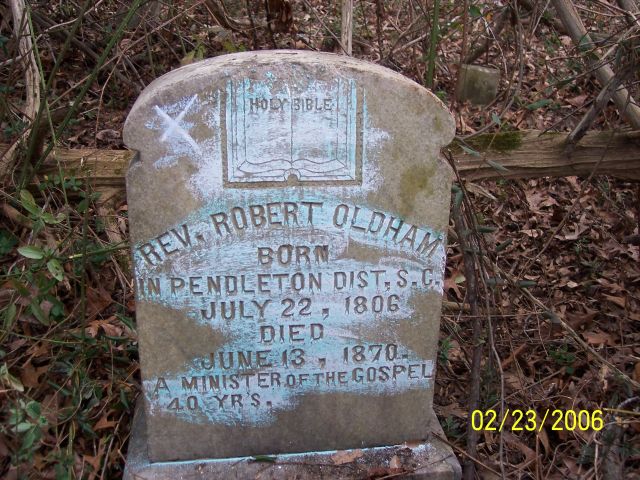 HOLY BIBLE
REV. ROBERT OLDHAM
BORN
IN PENDLETON DIST, S.C.
JULY 22, 1806
DIED
JUNE 13, 1870.
A MINISTER OF THE GOSPEL
40 YR'S.
02/23/2006